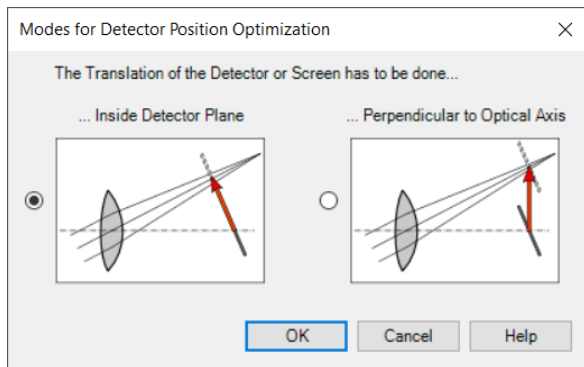 Modes for Detector Position Optimization
The Translation of the Detector or Screen has to be done...
... Inside Detector Plane
... Perpendicular to Optical Axis
OK
Cancel
Help